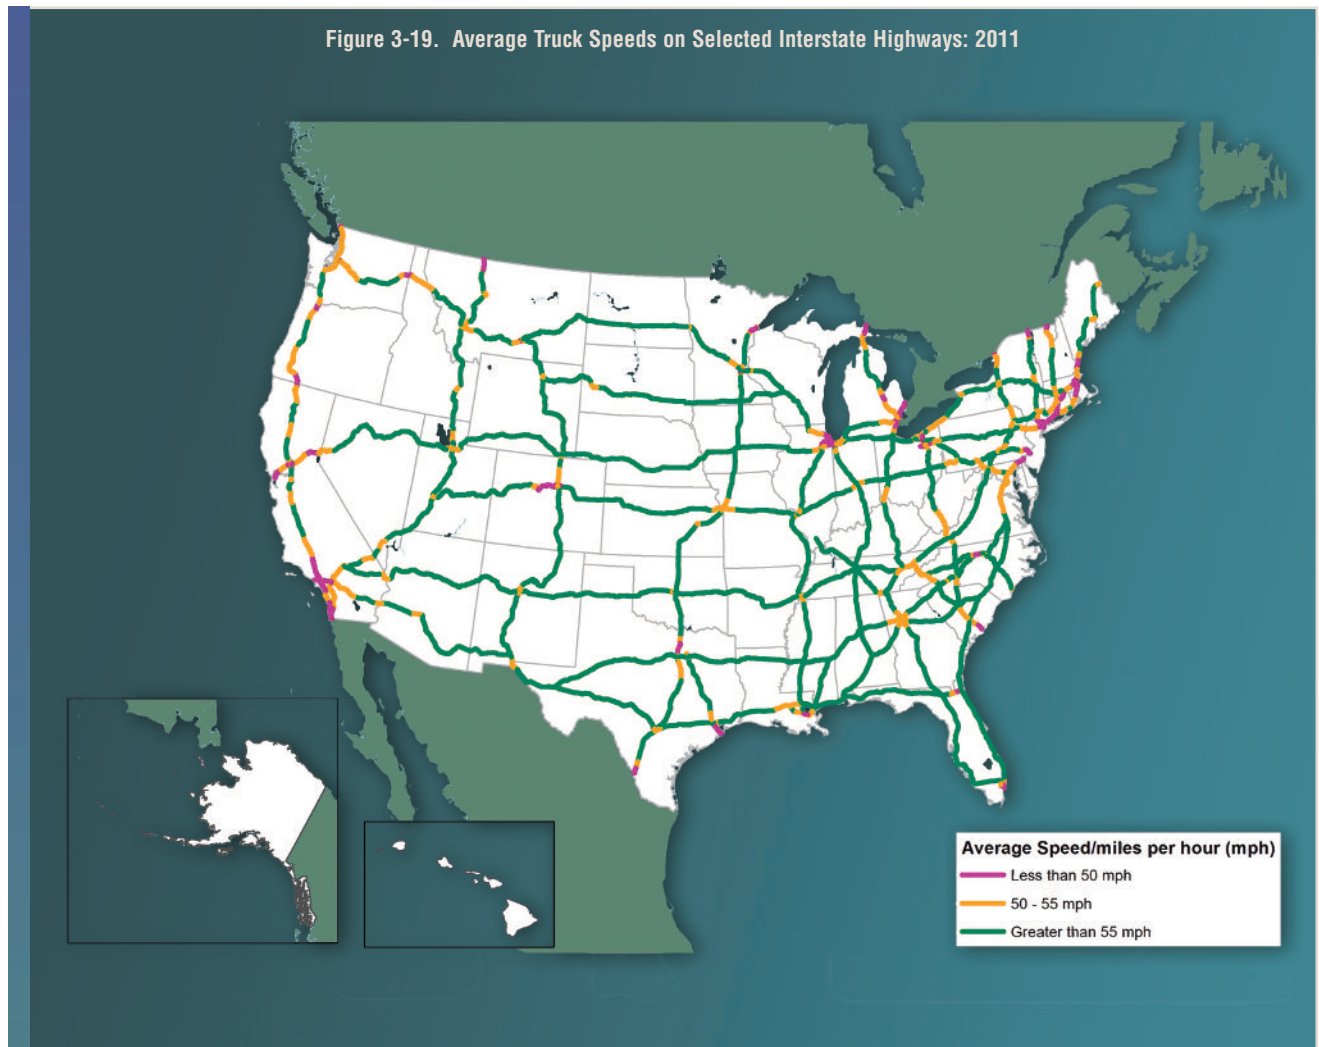 Figure 3-19. Average Truck Speeds on Selected Interstate Highways: 2011
Average Speed/miles per hour (mph)
Less than 50 mph
50 - 55 mph
Greater than 55 mph